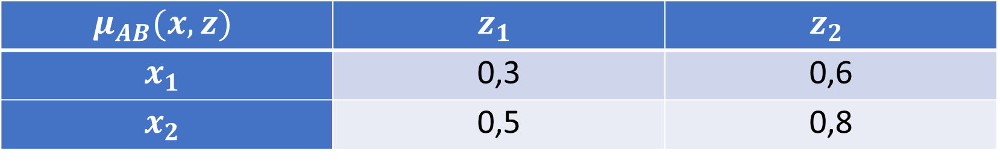 μ_AB(x, z) z₁ z₂
x₁ 0,3 0,6
x₂ 0,5 0,8